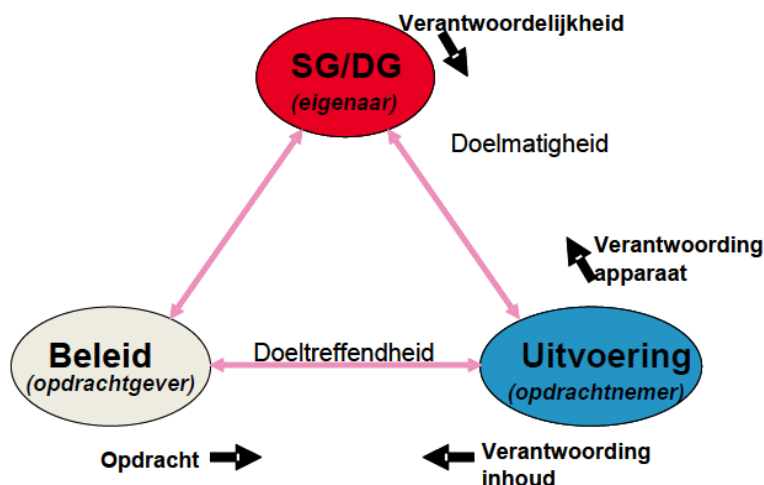 Verantwoordelijkheid
SG/DG
(eigenaar)
Doelmatigheid
Verantwoording
apparaat
Beleid
(opdrachtgever)
Doeltreffendheid
Uitvoering
(opdrachtnemer)
Opdracht
Verantwoording
inhoud